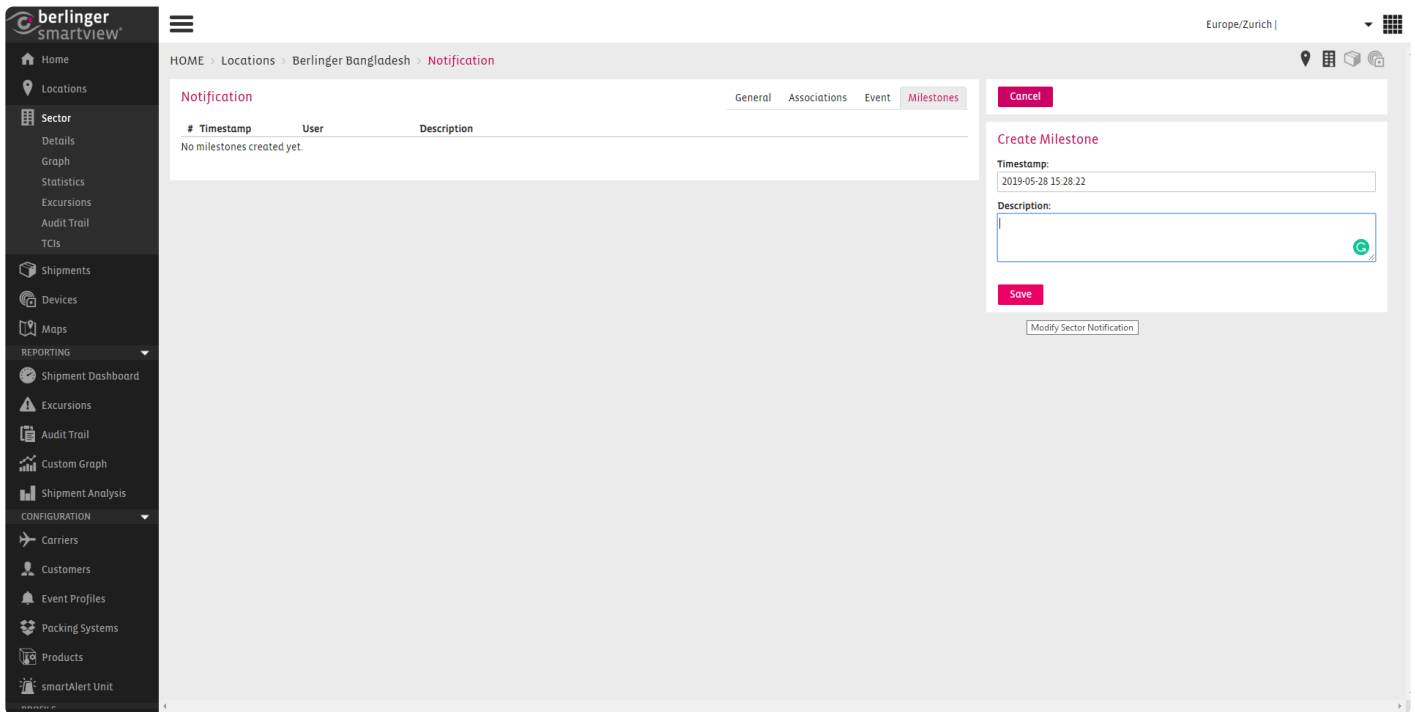 berlinger
smartview®
Europe/Zurich |
Home
Locations
Sector
Details
Graph
Statistics
Excursions
Audit Trail
TCIs
Shipments
Devices
Maps
REPORTING
Shipment Dashboard
Excursions
Audit Trail
Custom Graph
Shipment Analysis
CONFIGURATION
Carriers
Customers
Event Profiles
Packing Systems
Products
smartAlert Unit
HOME > Locations > Berlinger Bangladesh > Notification
Notification
General Associations Event Milestones
# Timestamp User Description
No milestones created yet.
Cancel
Create Milestone
Timestamp:
2019-05-28 15:28:22
Description:
Save
Modify Sector Notification